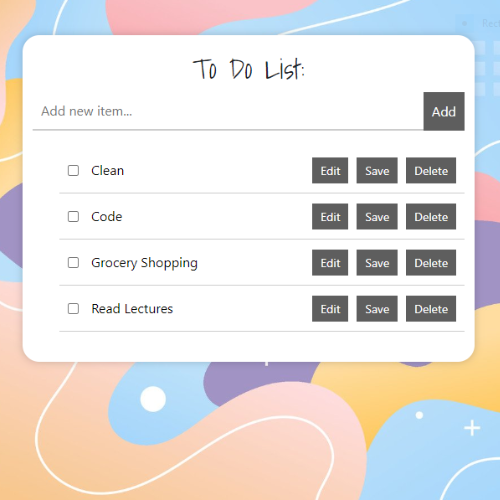 To Do List:
Add new item... Add
Clean Edit Save Delete
Code Edit Save Delete
Grocery Shopping Edit Save Delete
Read Lectures Edit Save Delete